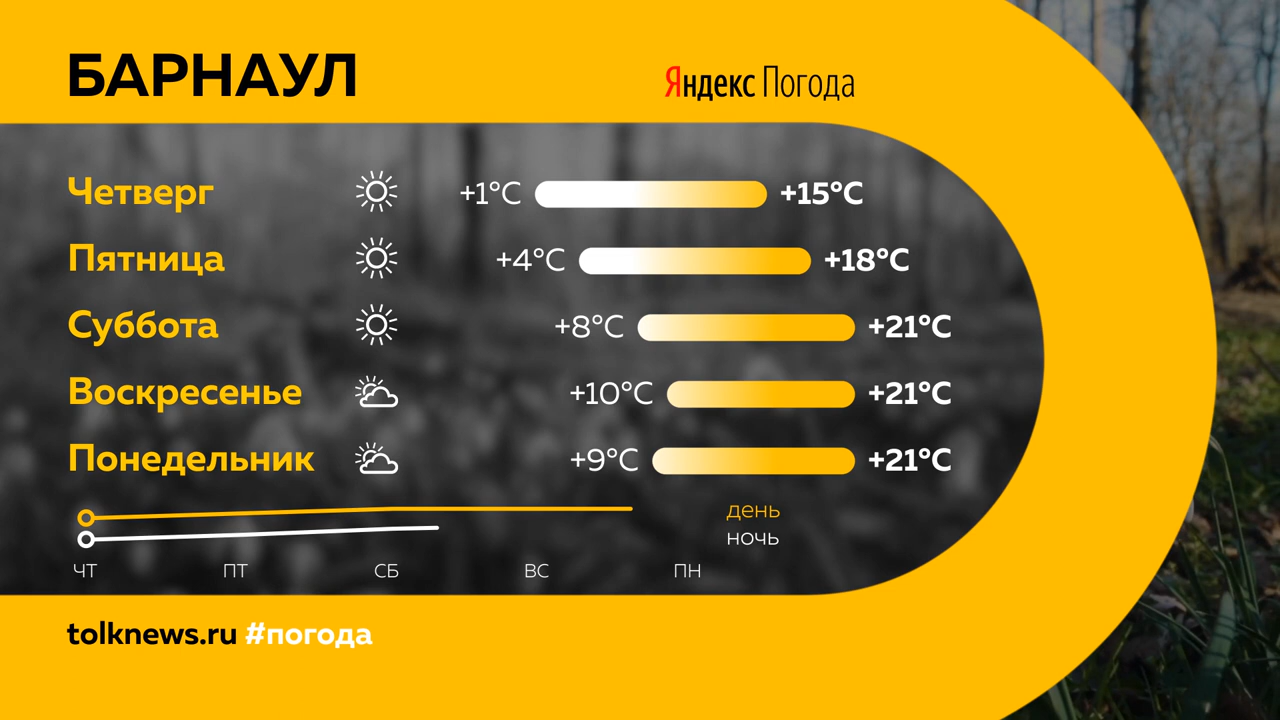 БАРНАУЛ
Яндекс Погода
Четверг +1°C +15°C
Пятница +4°C +18°C
Суббота +8°C +21°C
Воскресенье +10°C +21°C
Понедельник +9°C +21°C
день
ночь
ЧТ ПТ СБ ВС ПН
tolknews.ru #погода